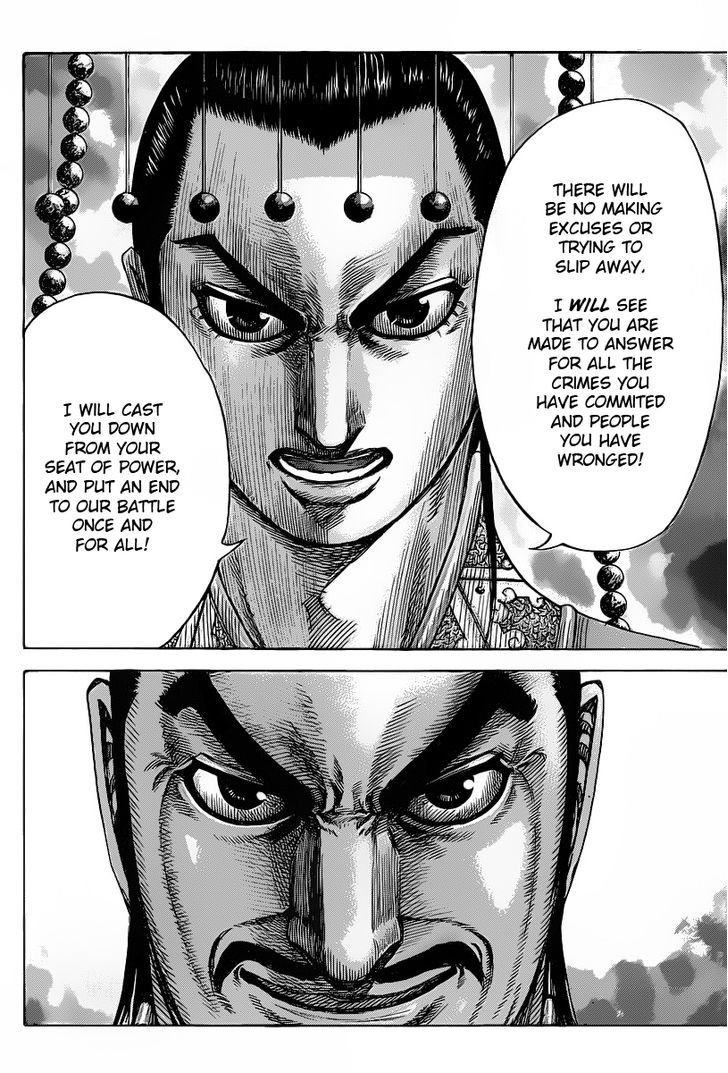 THERE WILL
BE NO MAKING
EXCUSES OR
TRYING TO
SLIP AWAY.
I WILL SEE
THAT YOU ARE
MADE TO ANSWER
FOR ALL THE
CRIMES YOU
HAVE COMMITED
AND PEOPLE
YOU HAVE
WRONGED!
I WILL CAST
YOU DOWN
FROM YOUR
SEAT OF POWER,
AND PUT AN END
TO OUR BATTLE
ONCE AND
FOR ALL!